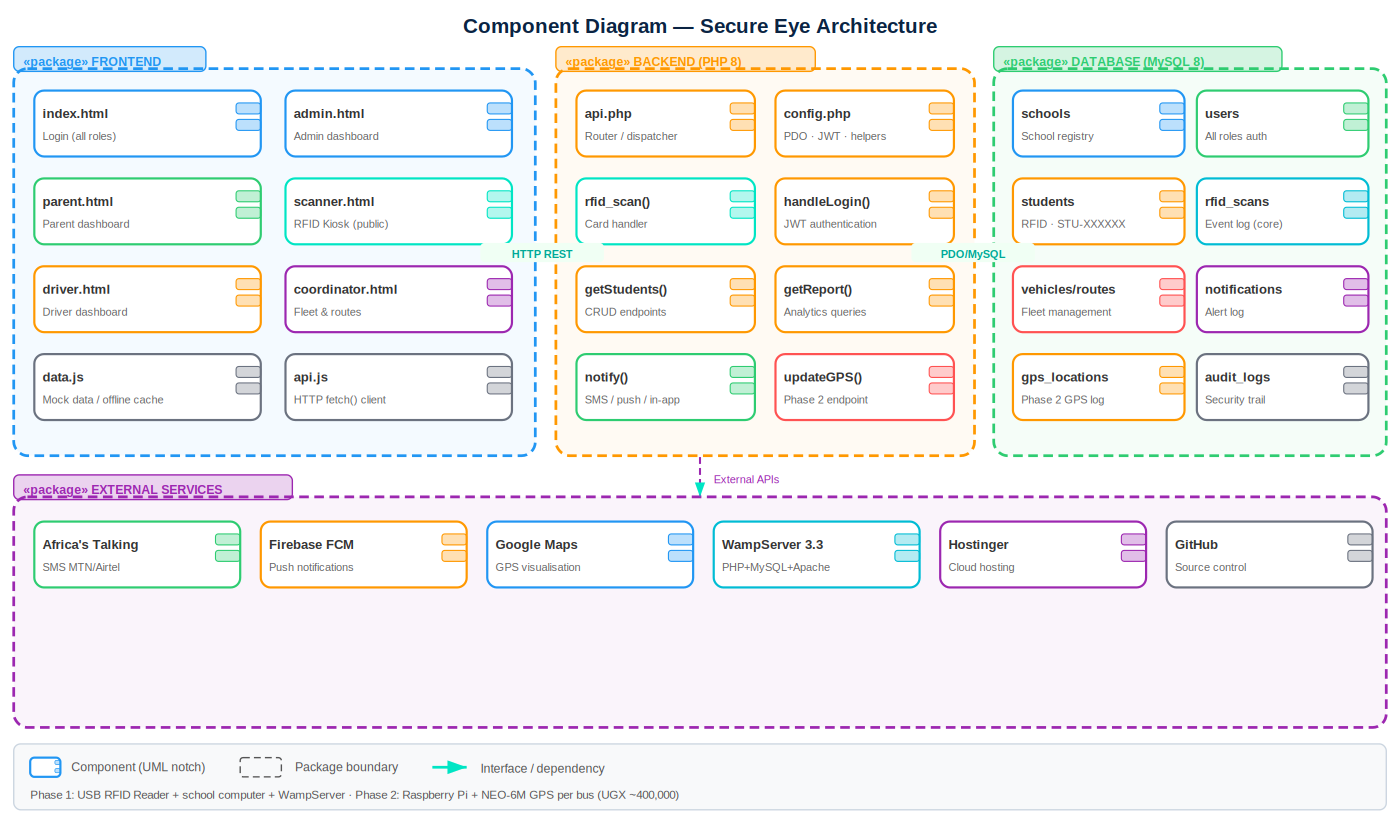 Component Diagram — Secure Eye Architecture
«package» FRONTEND
index.html
Login (all roles)
admin.html
Admin dashboard
parent.html
Parent dashboard
scanner.html
RFID Kiosk (public)
driver.html
Driver dashboard
coordinator.html
Fleet & routes
data.js
Mock data / offline cache
api.js
HTTP fetch() client
HTTP REST
«package» BACKEND (PHP 8)
api.php
Router / dispatcher
config.php
PDO · JWT · helpers
rfid_scan()
Card handler
handleLogin()
JWT authentication
getStudents()
CRUD endpoints
getReport()
Analytics queries
notify()
SMS / push / in-app
updateGPS()
Phase 2 endpoint
PDO/MySQL
«package» DATABASE (MySQL 8)
schools
School registry
users
All roles auth
students
RFID · STU-XXXXXX
rfid_scans
Event log (core)
vehicles/routes
Fleet management
notifications
Alert log
gps_locations
Phase 2 GPS log
audit_logs
Security trail
External APIs
«package» EXTERNAL SERVICES
Africa's Talking
SMS MTN/Airtel
Firebase FCM
Push notifications
Google Maps
GPS visualisation
WampServer 3.3
PHP+MySQL+Apache
Hostinger
Cloud hosting
GitHub
Source control
Component (UML notch)
Package boundary
Interface / dependency
Phase 1: USB RFID Reader + school computer + WampServer · Phase 2: Raspberry Pi + NEO-6M GPS per bus (UGX ~400,000)